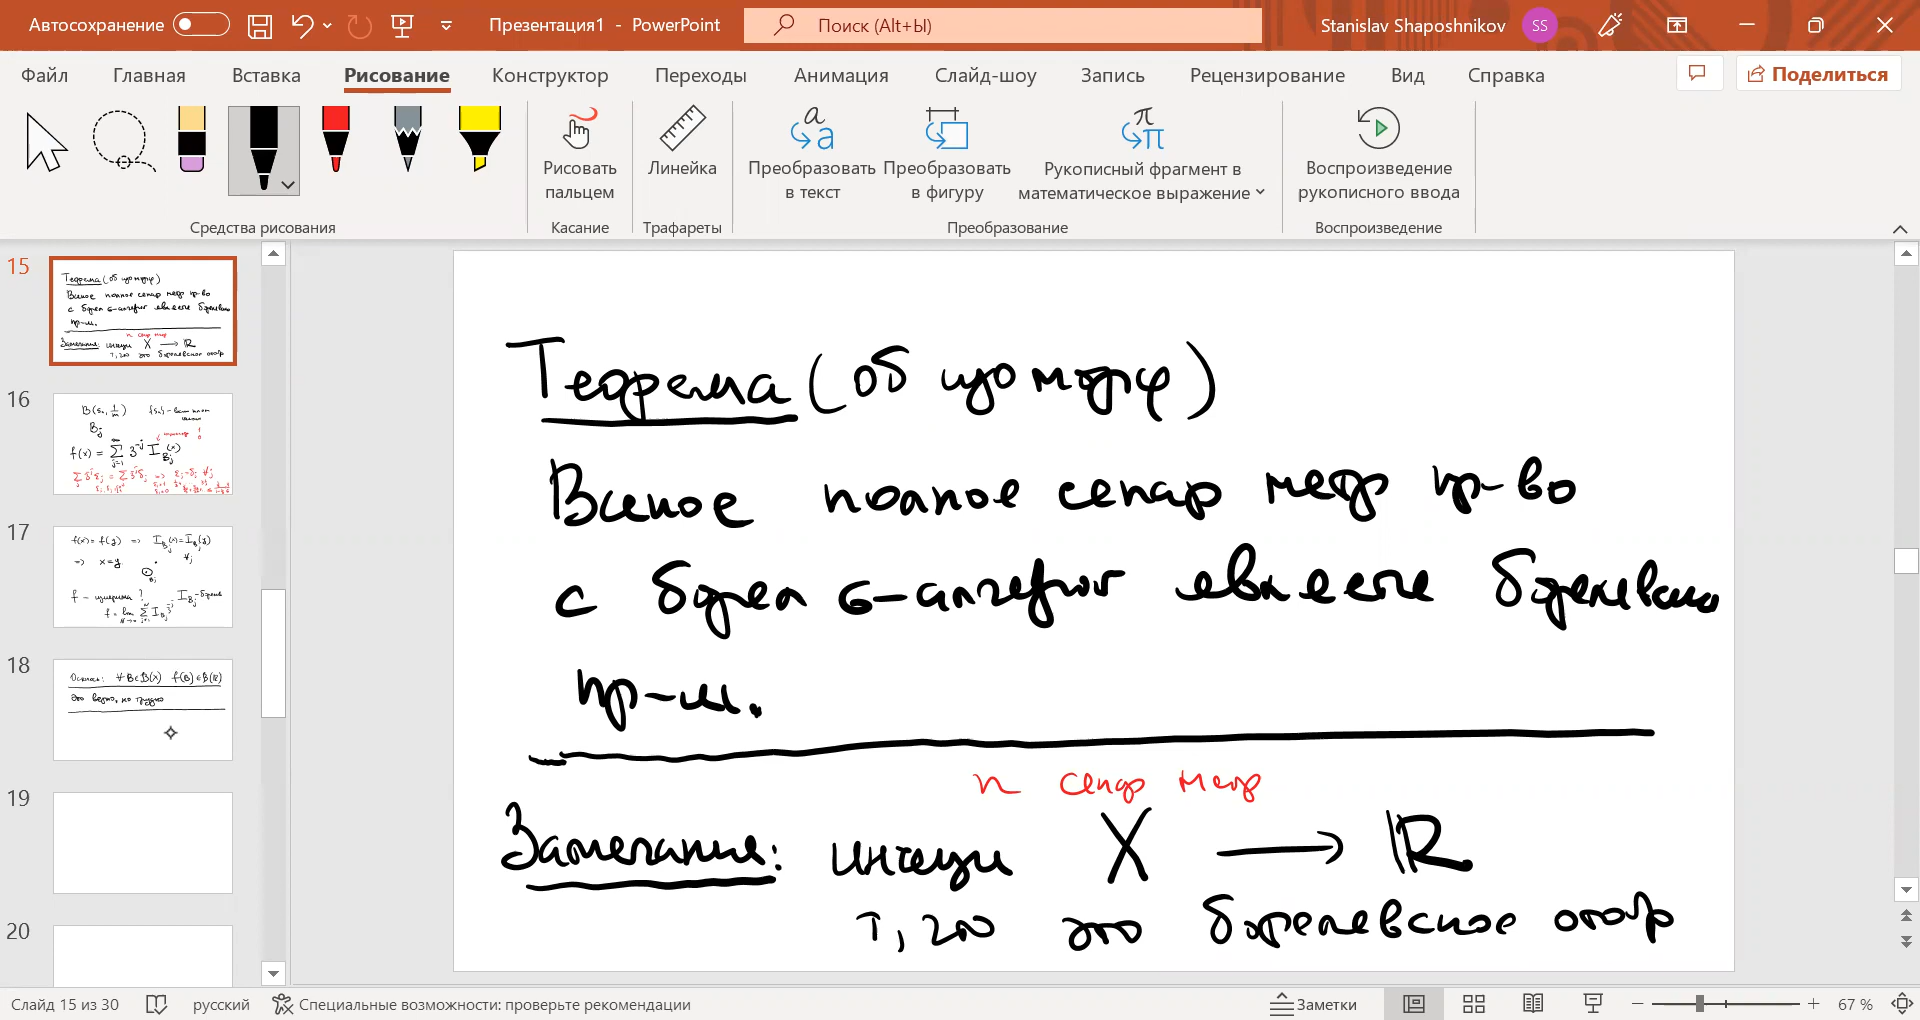 Автосохранение
Презентация1 - PowerPoint
Поиск (Alt+Ы)
Stanislav Shaposhnikov
SS
Файл Главная Вставка Рисование Конструктор Переходы Анимация Слайд-шоу Запись Рецензирование Вид Справка
Поделиться
Рисовать пальцем
Линейка
Преобразовать в текст
Преобразовать в фигуру
Рукописный фрагмент в математическое выражение
Воспроизведение рукописного ввода
Средства рисования
Касание
Трафареты
Преобразование
Воспроизведение
15
16
17
18
19
20
Теорема (об изоморф)
Всякое полное сепар метр пр-во
с борел σ-алгеброй является борелевским
пр-м.
п сепар метр
Замечание: инъекция X → ℝ
т, что это борелевское отобр
Слайд 15 из 30
русский
Специальные возможности: проверьте рекомендации
Заметки
67 %